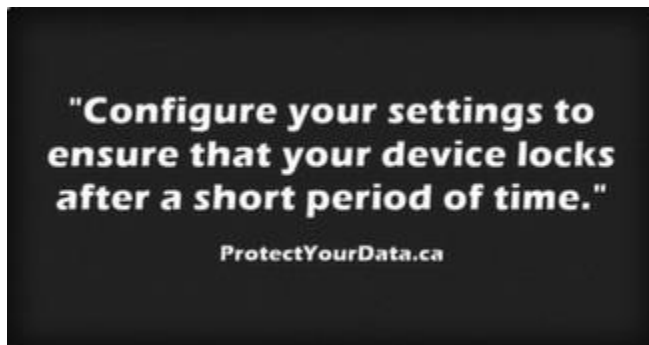 "Configure your settings to
ensure that your device locks
after a short period of time."
ProtectYourData.ca